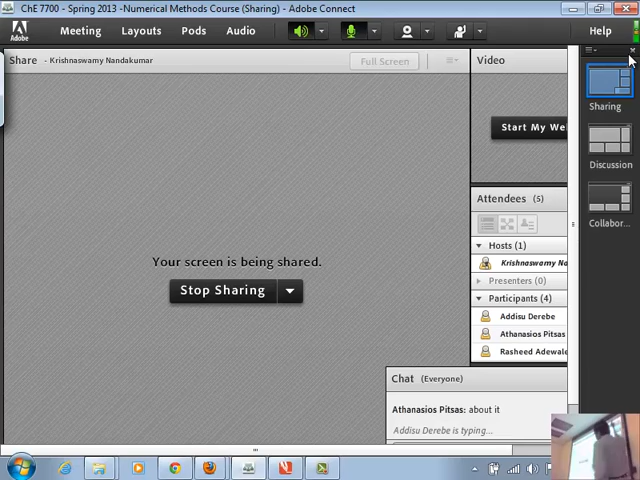 ChE 7700 - Spring 2013 -Numerical Methods Course (Sharing) - Adobe Connect
Adobe
Meeting
Layouts
Pods
Audio
Help
Share - Krishnaswamy Nandakumar
Full Screen
Video
Start My We
Sharing
Discussion
Collabor...
Attendees (5)
Hosts (1)
Krishnaswamy Na
Presenters (0)
Participants (4)
Addisu Derebe
Athanasios Pitsas
Rasheed Adewale
Your screen is being shared.
Stop Sharing
Chat (Everyone)
Athanasios Pitsas: about it
Addisu Derebe is typing...